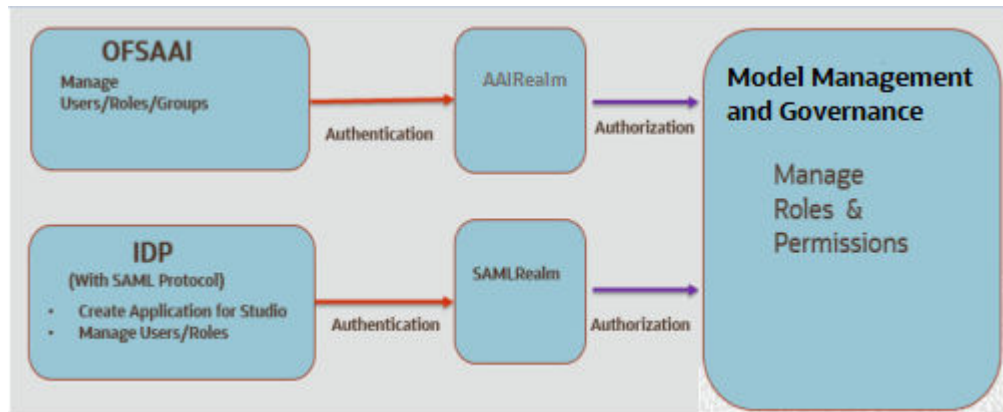 OFSAAI
Manage
Users/Roles/Groups
Authentication
AAIRealm
Authorization
Model Management
and Governance
Manage
Roles &
Permissions
IDP
(With SAML Protocol)
• Create Application for Studio
• Manage Users/Roles
Authentication
SAMLRealm
Authorization